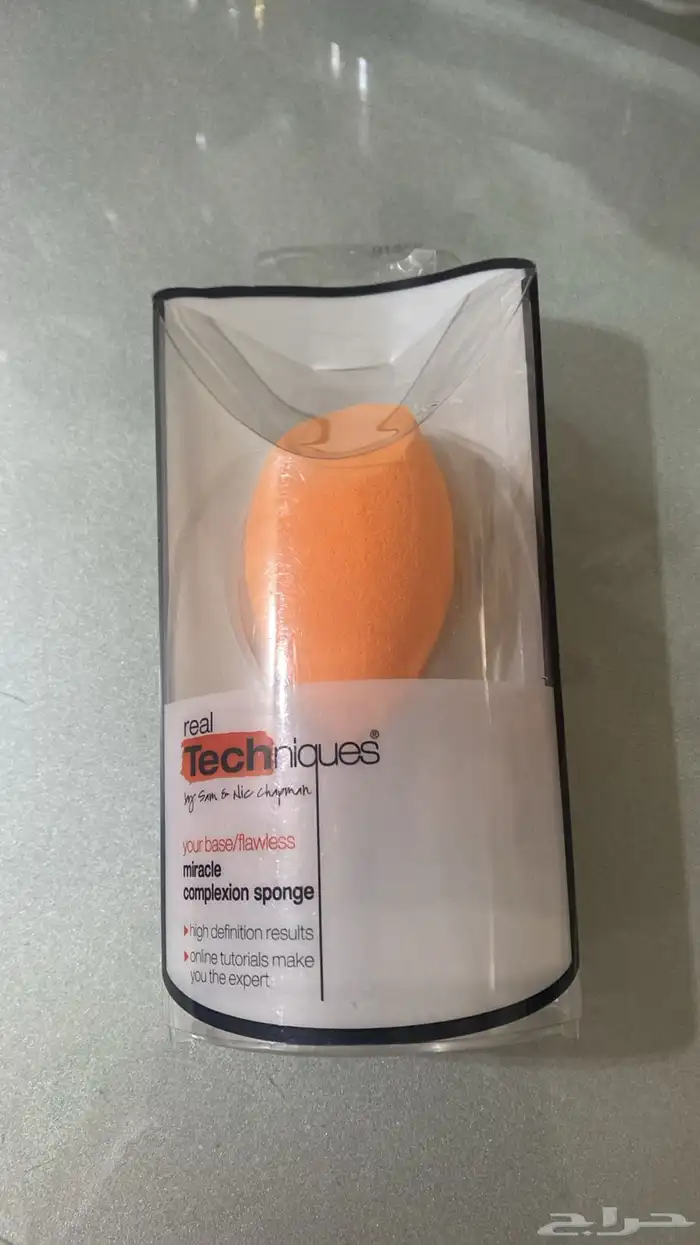 real
Techniques®
by Sam & Nic Chapman
your base/flawless
miracle
complexion sponge
high definition results
online tutorials make
you the expert
حراج